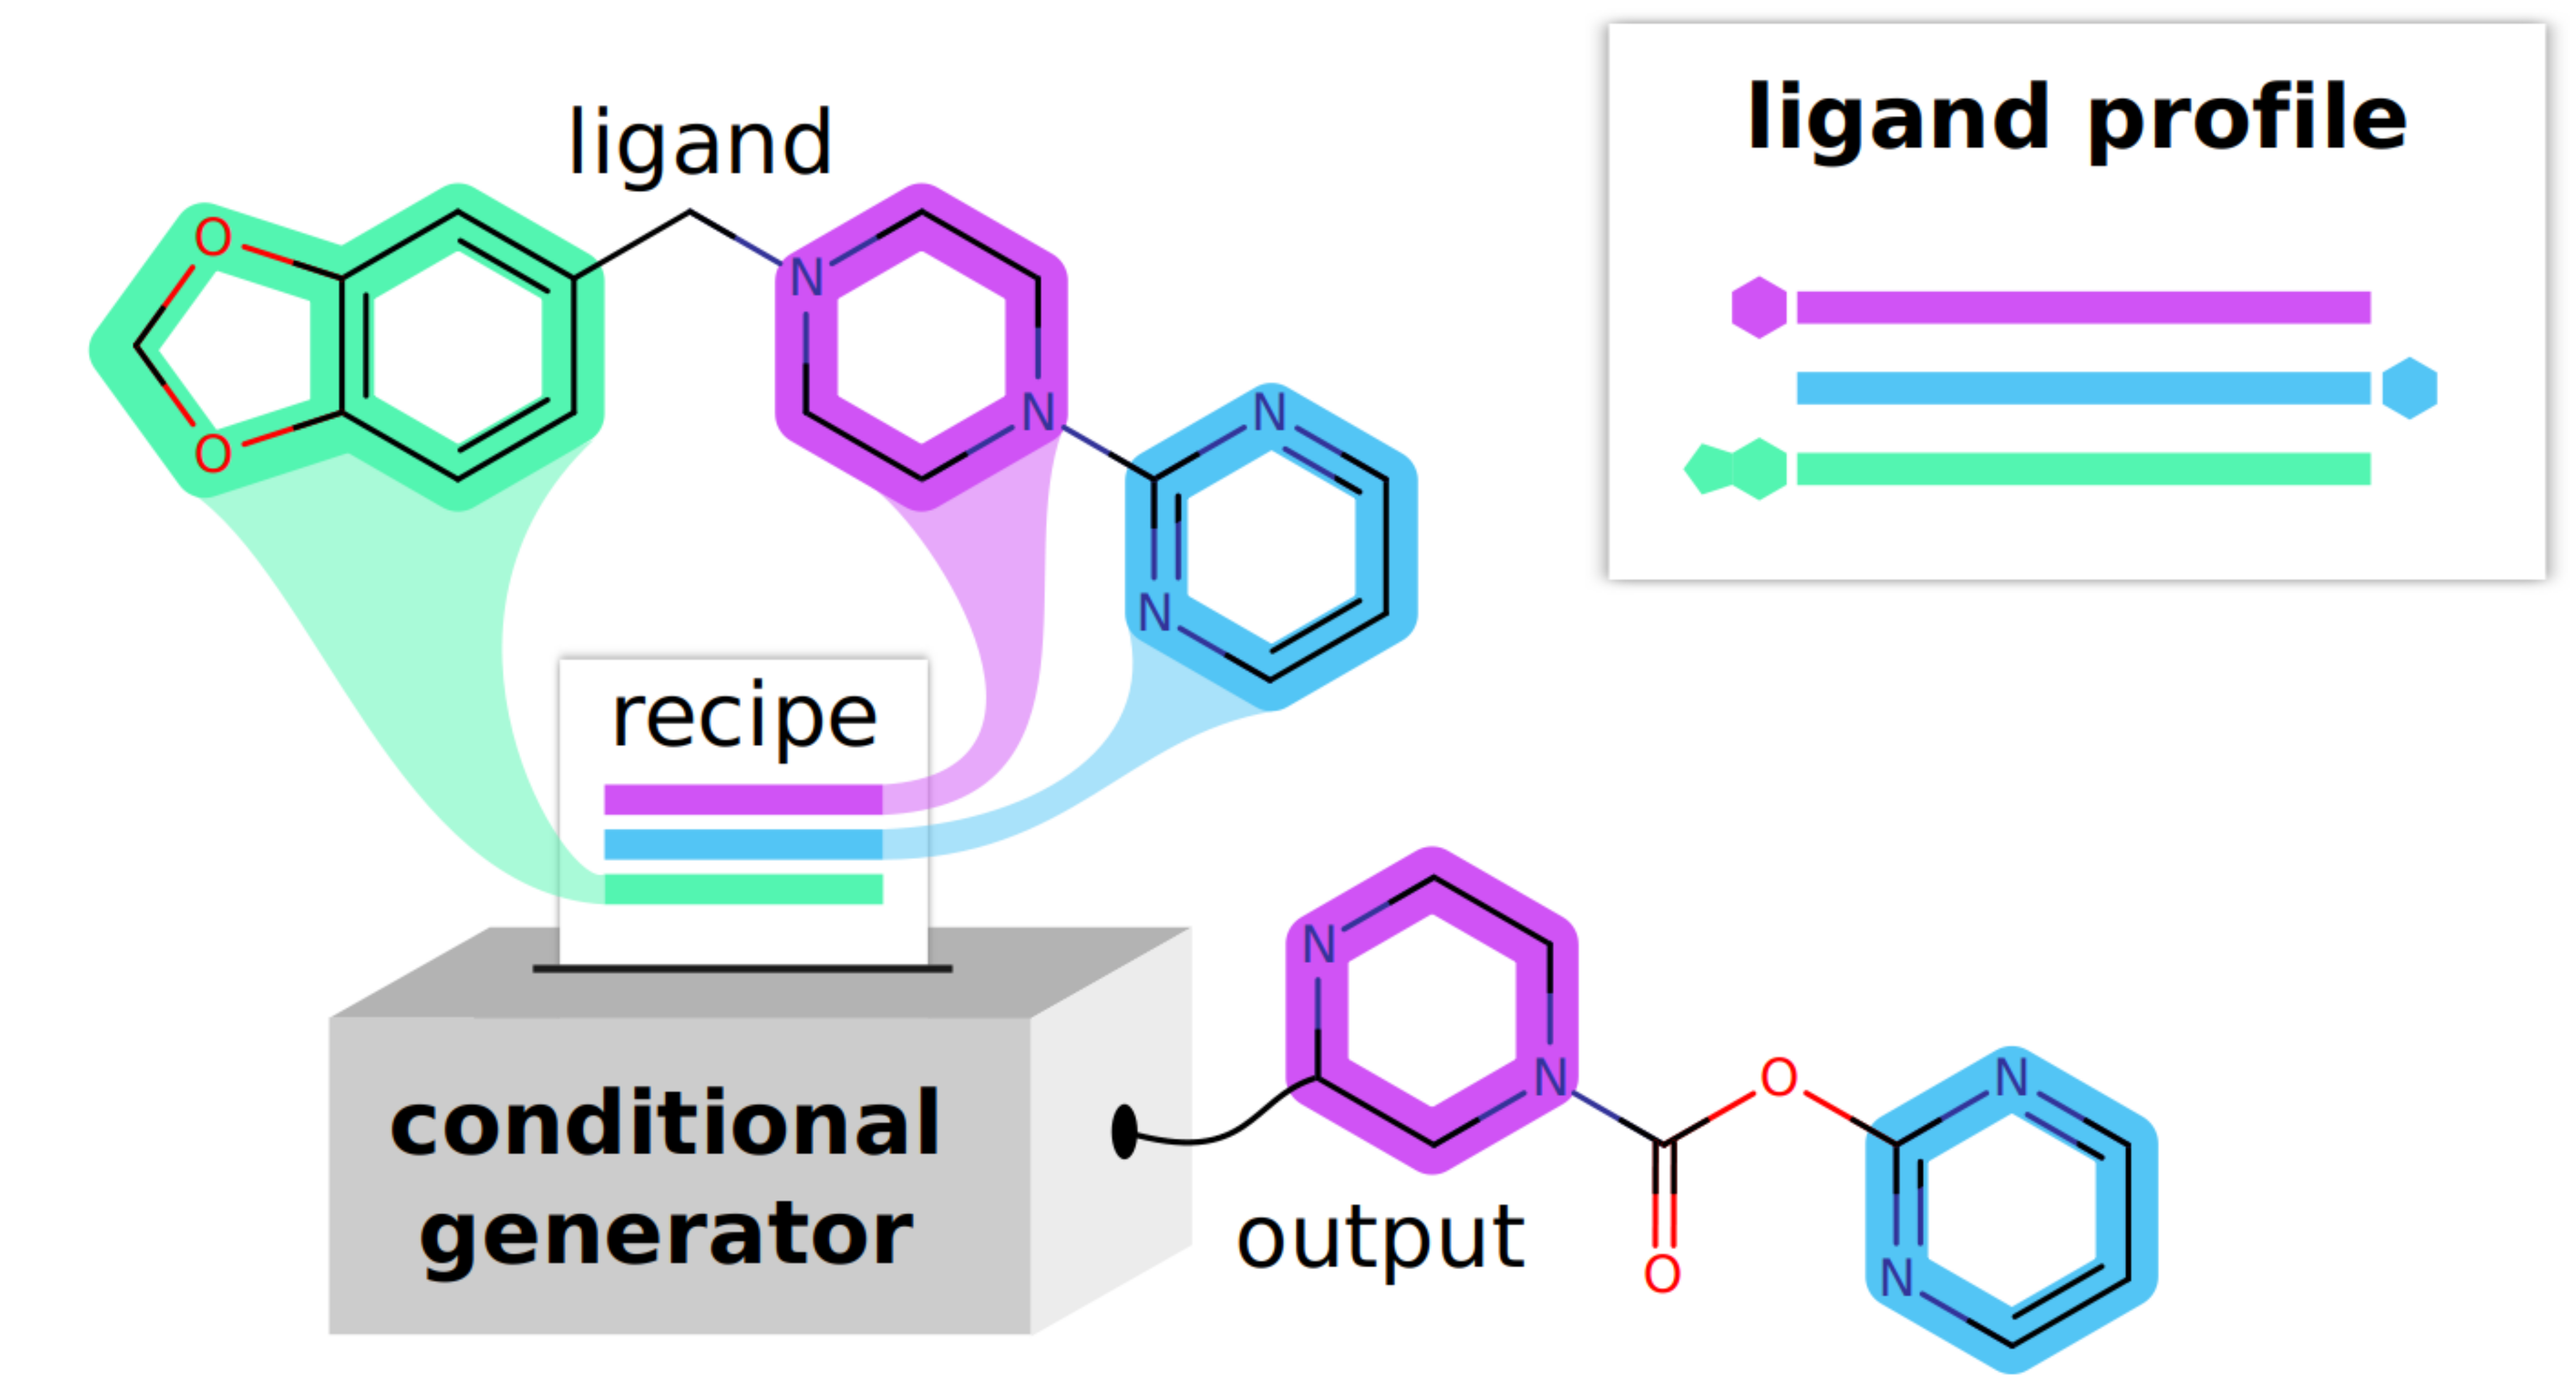 ligand
ligand profile
O
O
N
N
N
N
recipe
conditional
generator
output
N
N
O
O
N
N